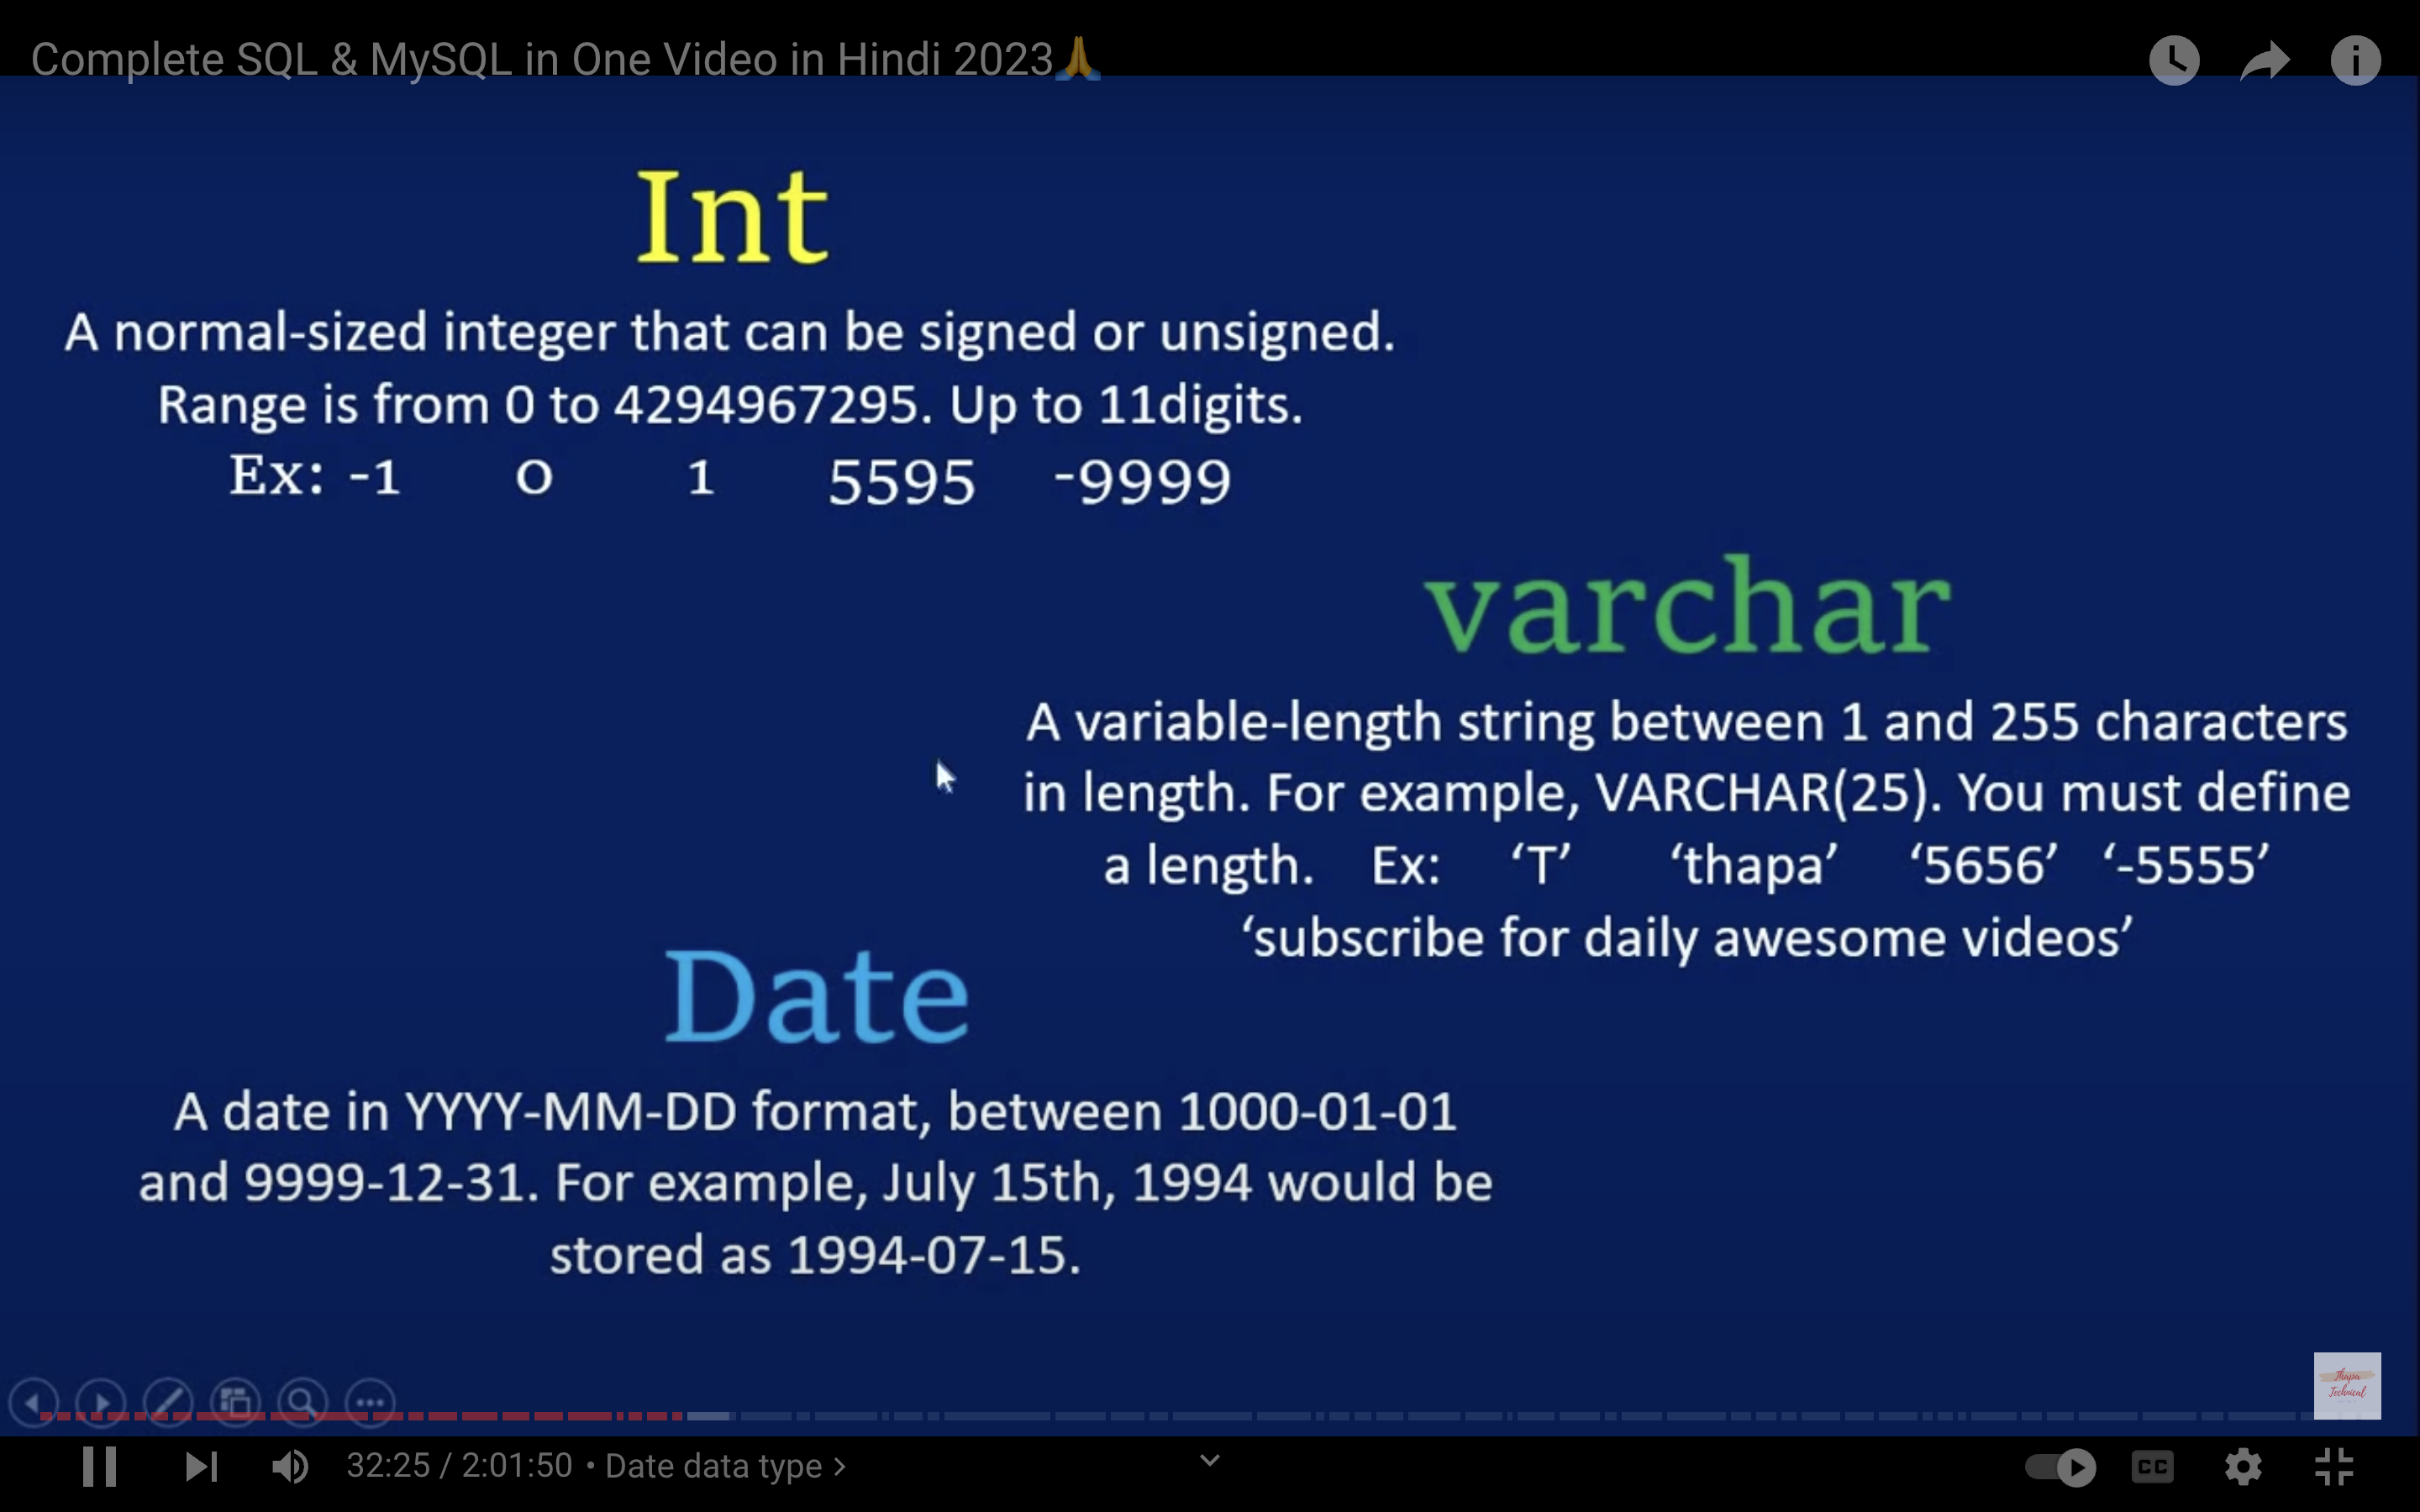 Complete SQL & MySQL in One Video in Hindi 2023🙏
Int
A normal-sized integer that can be signed or unsigned.
Range is from 0 to 4294967295. Up to 11digits.
Ex: -1 0 1 5595 -9999
varchar
A variable-length string between 1 and 255 characters
in length. For example, VARCHAR(25). You must define
a length. Ex: ‘T’ ‘thapa’ ‘5656’ ‘-5555’
‘subscribe for daily awesome videos’
Date
A date in YYYY-MM-DD format, between 1000-01-01
and 9999-12-31. For example, July 15th, 1994 would be
stored as 1994-07-15.
Thapa
Technical
32:25 / 2:01:50 • Date data type >
CC